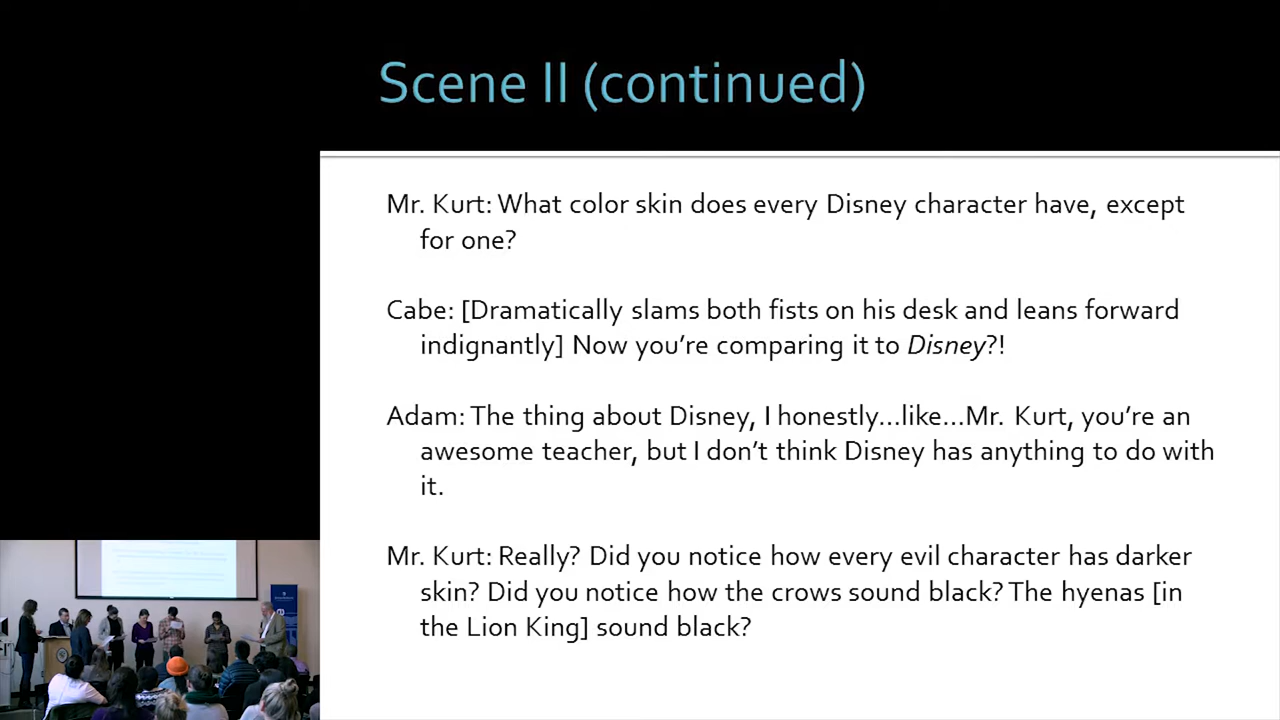 Scene II (continued)
Mr. Kurt: What color skin does every Disney character have, except
for one?
Cabe: [Dramatically slams both fists on his desk and leans forward
indignantly] Now you’re comparing it to Disney?!
Adam: The thing about Disney, I honestly…like…Mr. Kurt, you’re an
awesome teacher, but I don’t think Disney has anything to do with
it.
Mr. Kurt: Really? Did you notice how every evil character has darker
skin? Did you notice how the crows sound black? The hyenas [in
the Lion King] sound black?